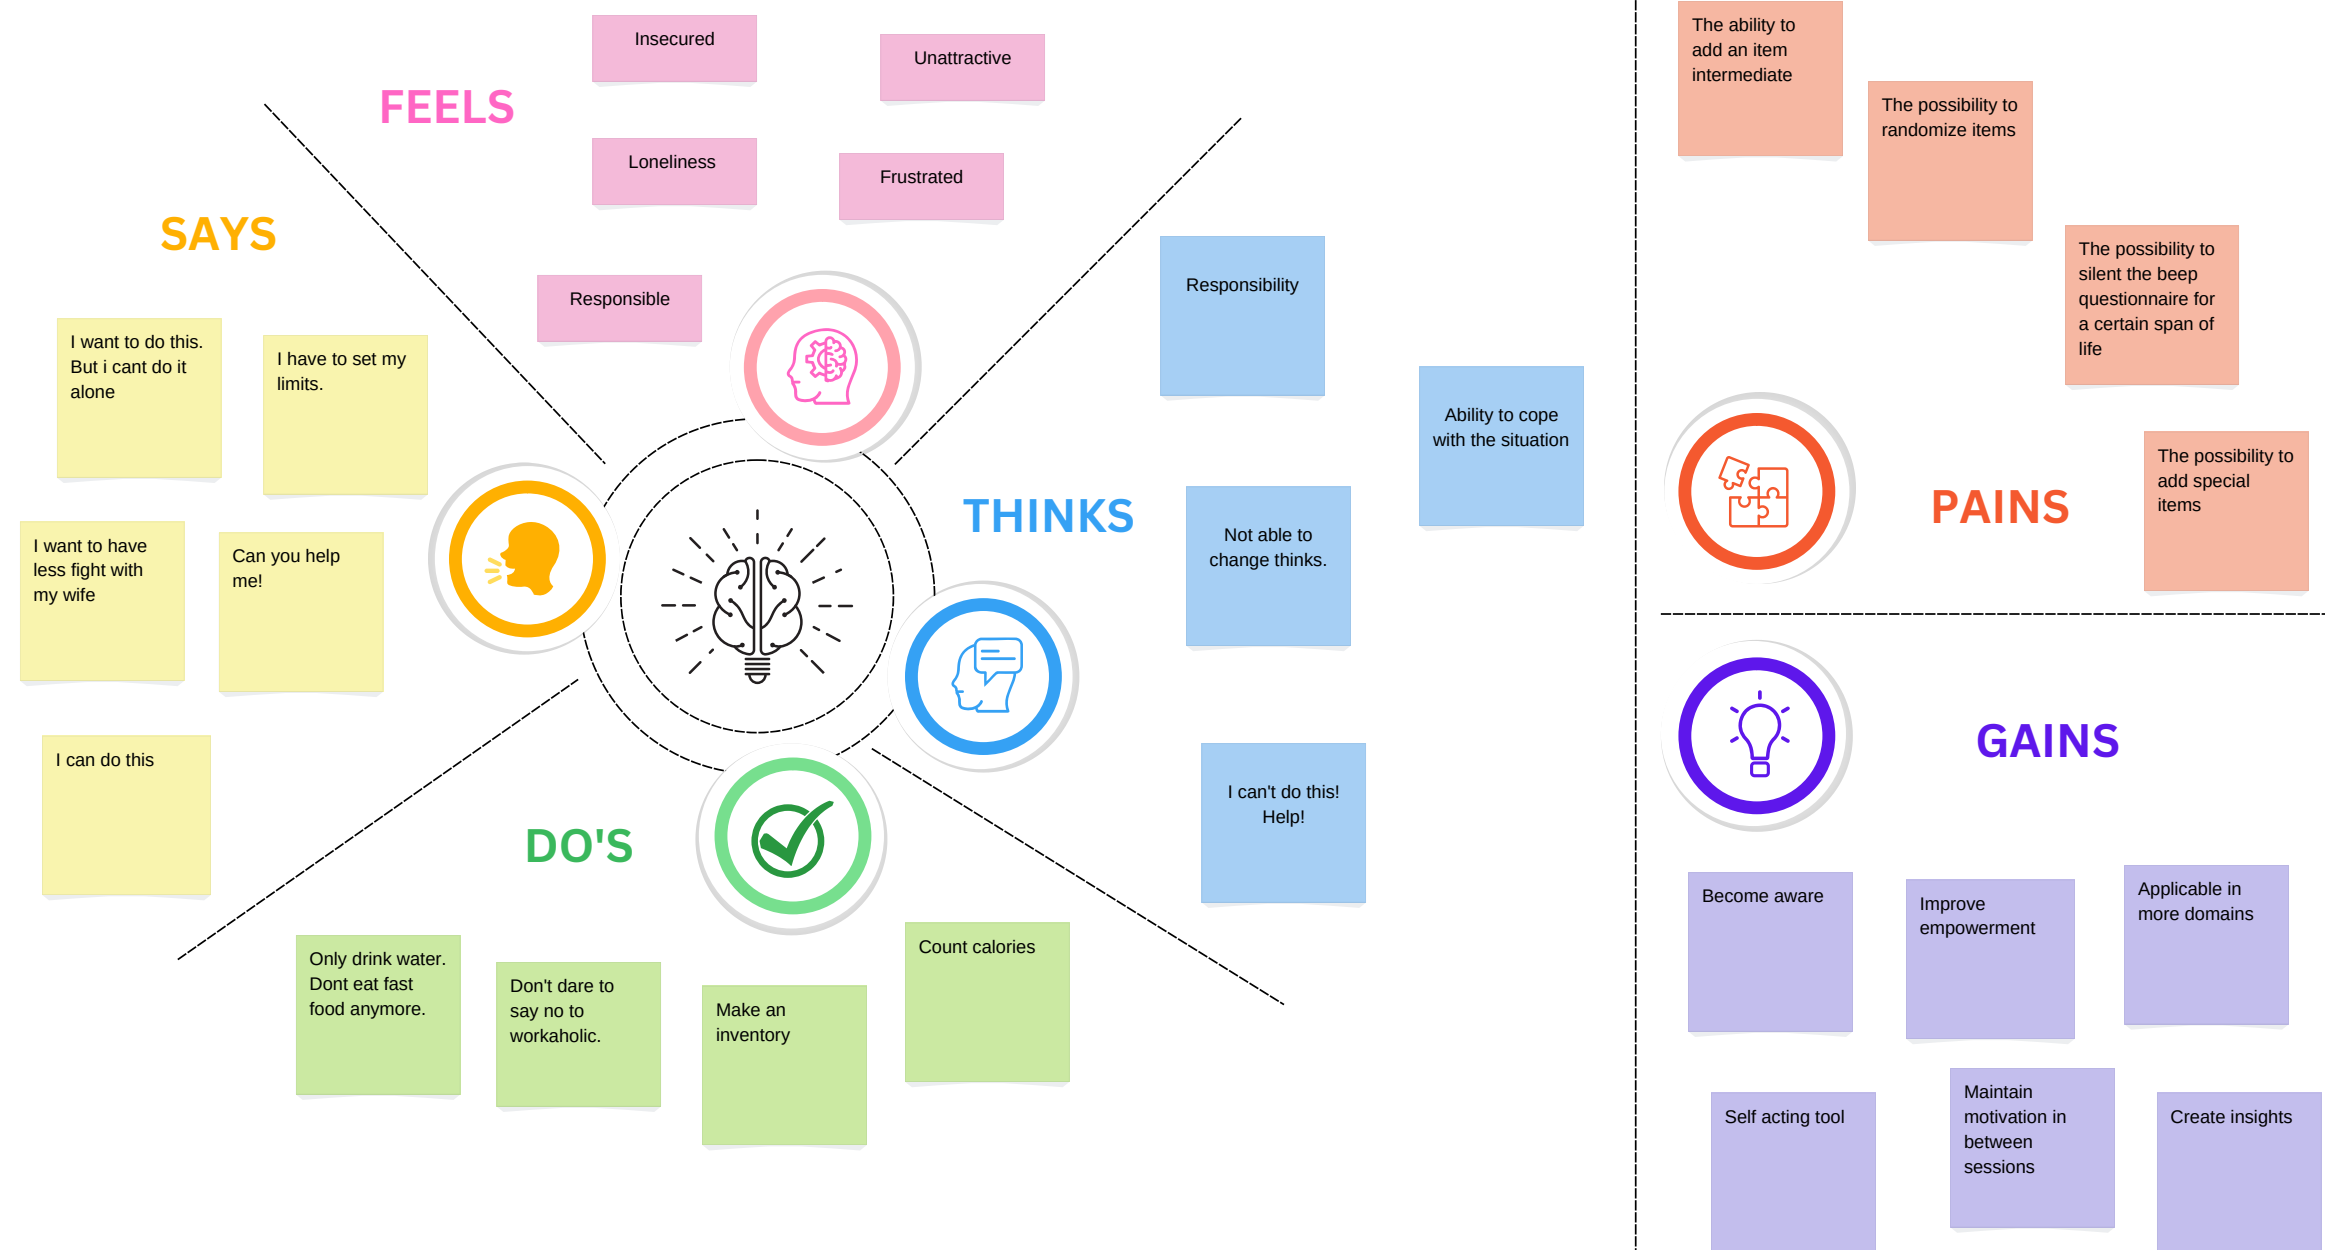 FEELS
Insecured
Unattractive
Loneliness
Frustrated
Responsible
SAYS
I want to do this.
But i cant do it
alone
I have to set my
limits.
I want to have
less fight with
my wife
Can you help
me!
I can do this
THINKS
Responsibility
Ability to cope
with the situation
Not able to
change thinks.
I can't do this!
Help!
DO'S
Only drink water.
Dont eat fast
food anymore.
Don't dare to
say no to
workaholic.
Make an
inventory
Count calories
The ability to
add an item
intermediate
The possibility to
randomize items
The possibility to
silent the beep
questionnaire for
a certain span of
life
PAINS
The possibility to
add special
items
GAINS
Become aware
Improve
empowerment
Applicable in
more domains
Self acting tool
Maintain
motivation in
between
sessions
Create insights